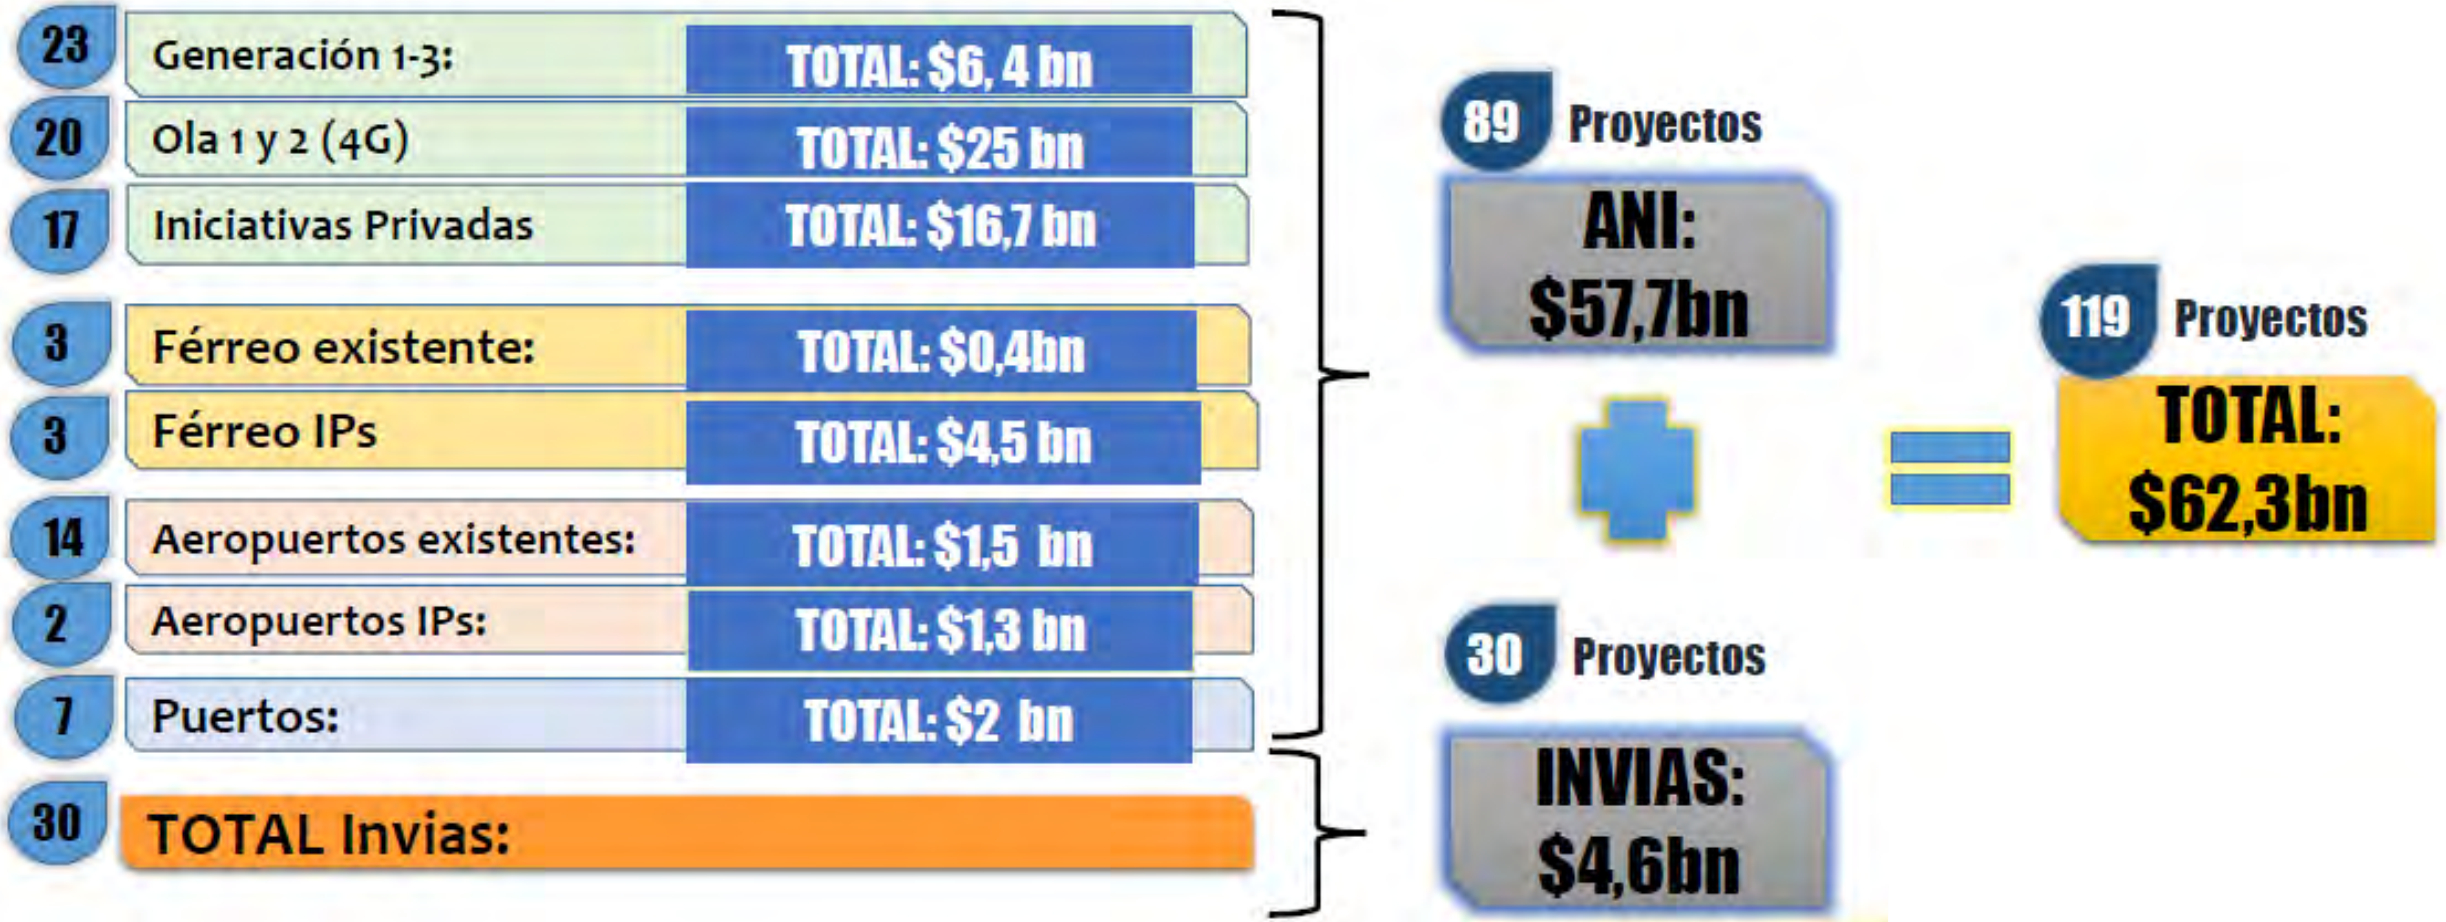 23 Generación 1-3: TOTAL: $6, 4 bn
20 Ola 1 y 2 (4G) TOTAL: $25 bn
17 Iniciativas Privadas TOTAL: $16,7 bn
3 Férreo existente: TOTAL: $0,4bn
3 Férreo IPs TOTAL: $4,5 bn
14 Aeropuertos existentes: TOTAL: $1,5 bn
2 Aeropuertos IPs: TOTAL: $1,3 bn
7 Puertos: TOTAL: $2 bn
30 TOTAL Invias:
89 Proyectos
ANI:
$57,7bn
30 Proyectos
INVIAS:
$4,6bn
119 Proyectos
TOTAL:
$62,3bn